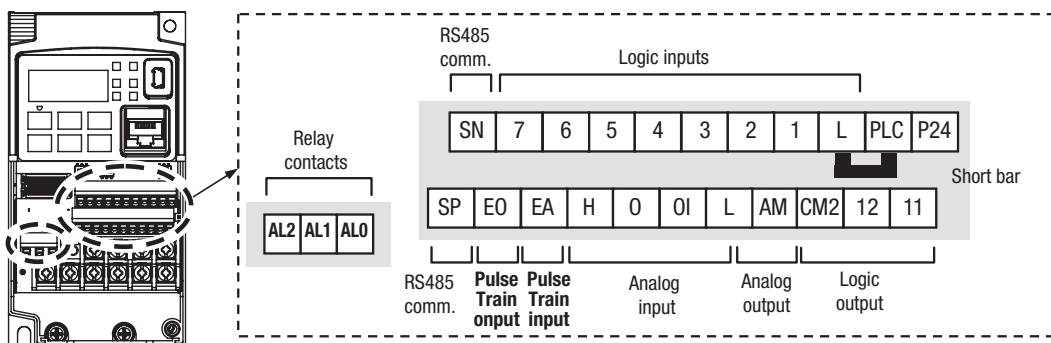 RS485
comm.
Logic inputs
SN 7 6 5 4 3 2 1 L PLC P24
Short bar
Relay
contacts
AL2 AL1 AL0
SP EO EA H O OI L AM CM2 12 11
RS485
comm.
Pulse
Train
onput
Pulse
Train
input
Analog
input
Analog
output
Logic
output